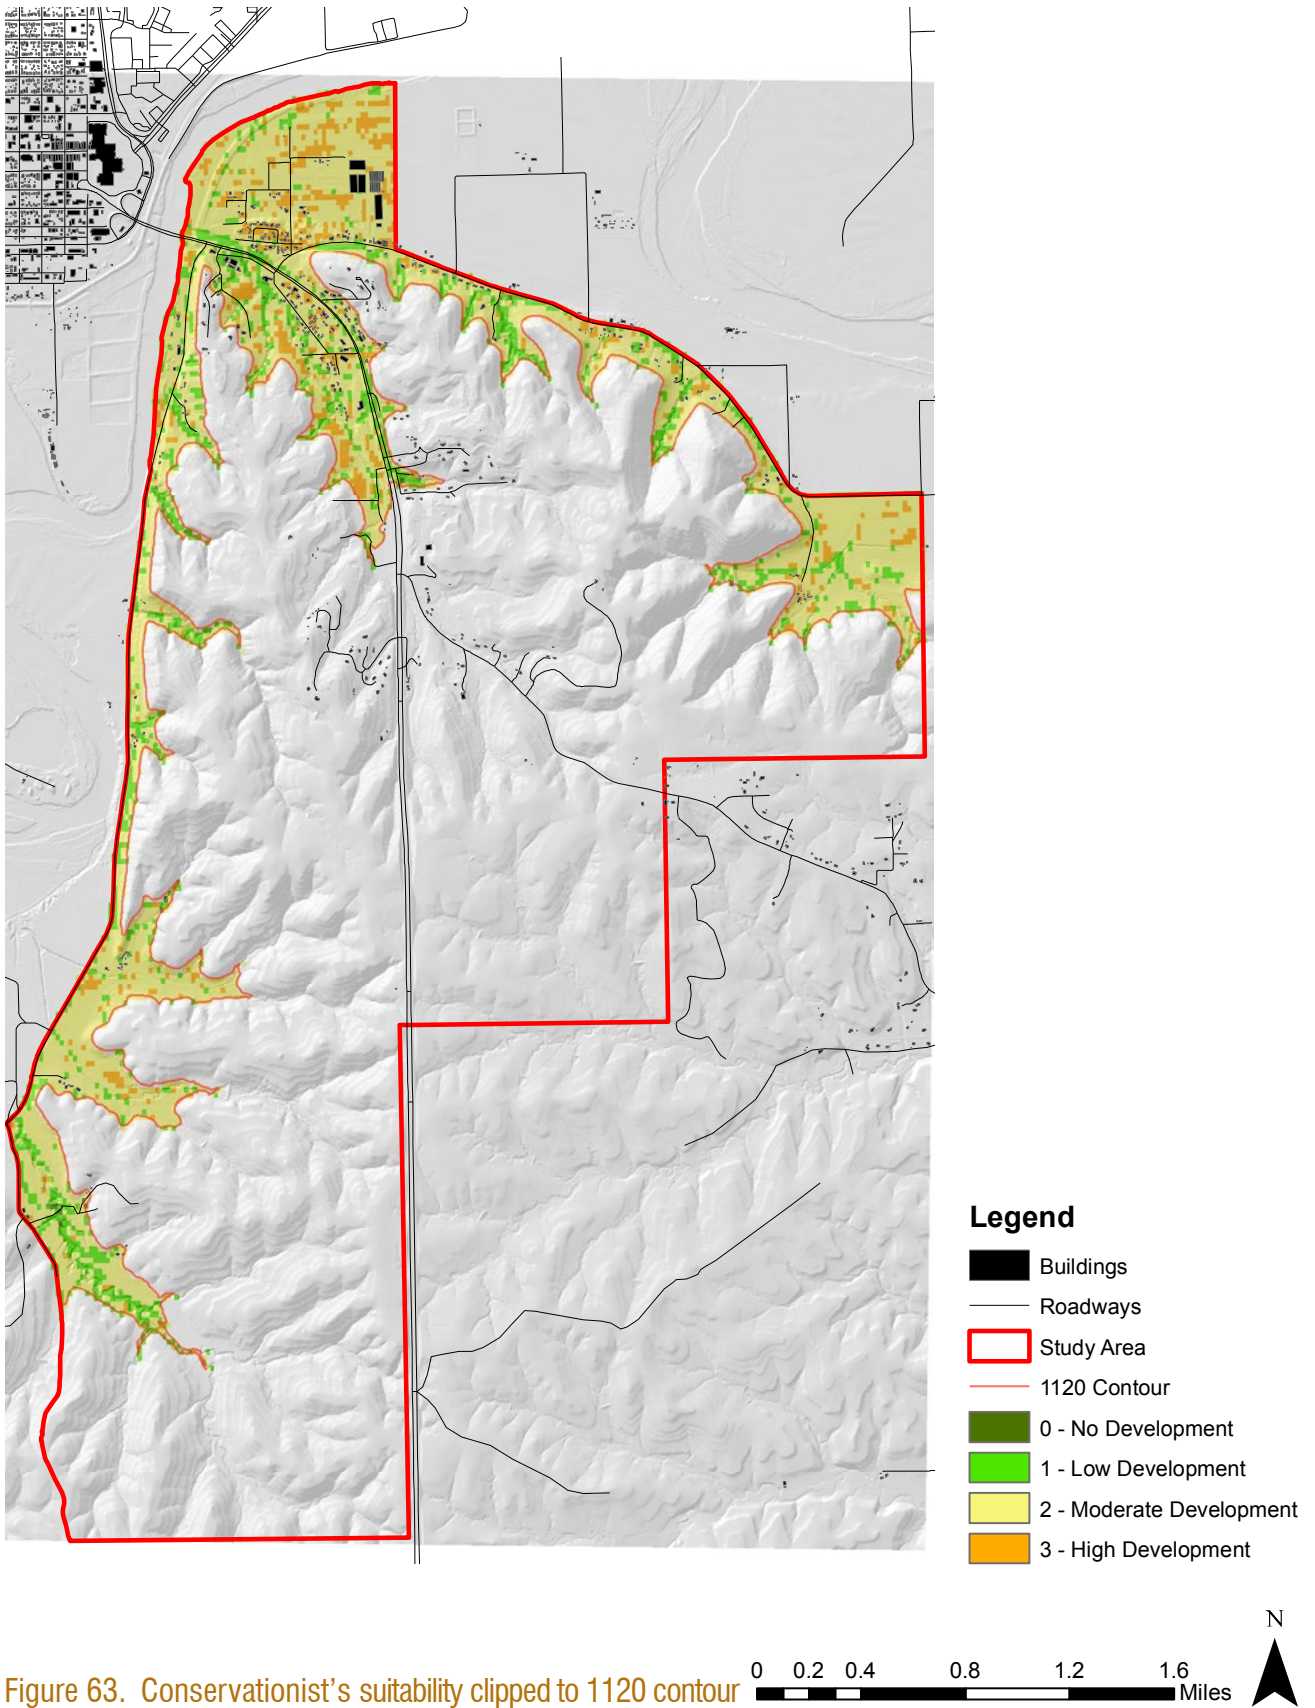 Legend
Buildings
Roadways
Study Area
1120 Contour
0 - No Development
1 - Low Development
2 - Moderate Development
3 - High Development
N
0 0.2 0.4 0.8 1.2 1.6
Miles
Figure 63. Conservationist's suitability clipped to 1120 contour